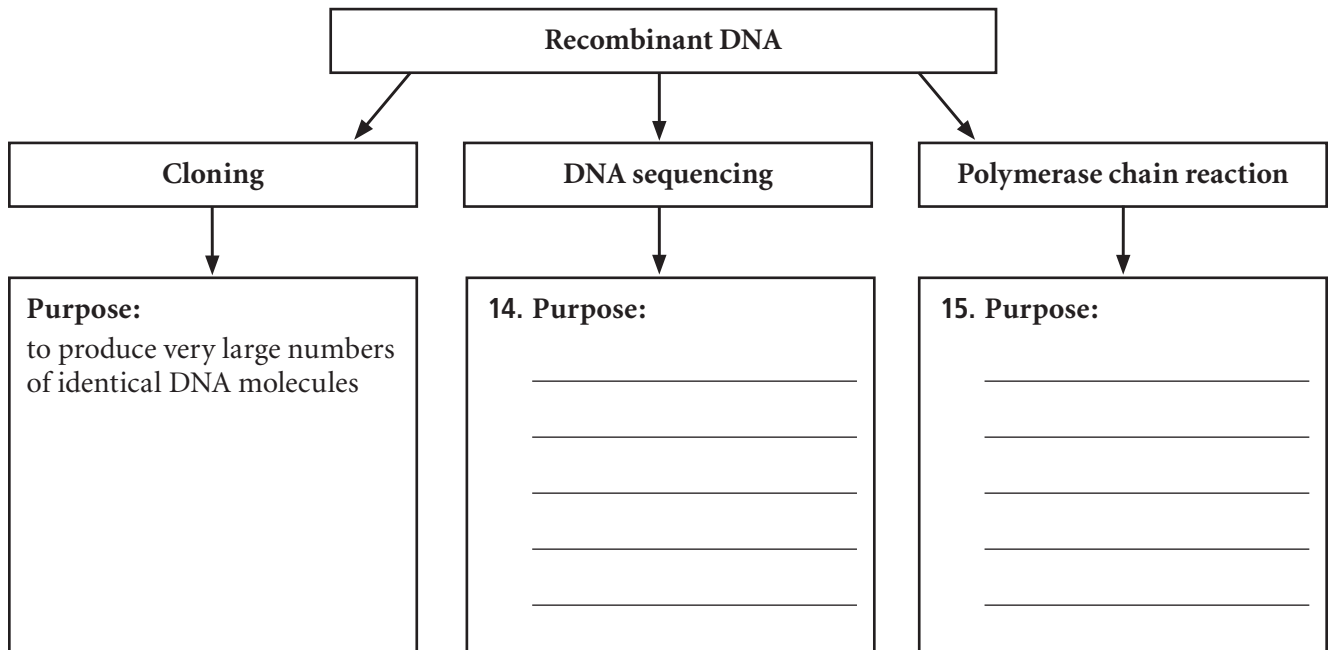 Recombinant DNA
Cloning
DNA sequencing
Polymerase chain reaction
Purpose:
to produce very large numbers
of identical DNA molecules
14. Purpose:
15. Purpose: